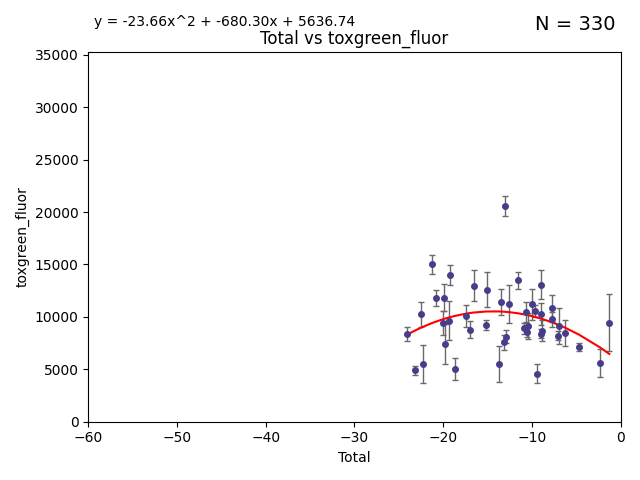 y = -23.66x^2 + -680.30x + 5636.74
N = 330
Total vs toxgreen_fluor
35000
30000
25000
20000
15000
10000
5000
0
toxgreen_fluor
−60 −50 −40 −30 −20 −10 0
Total